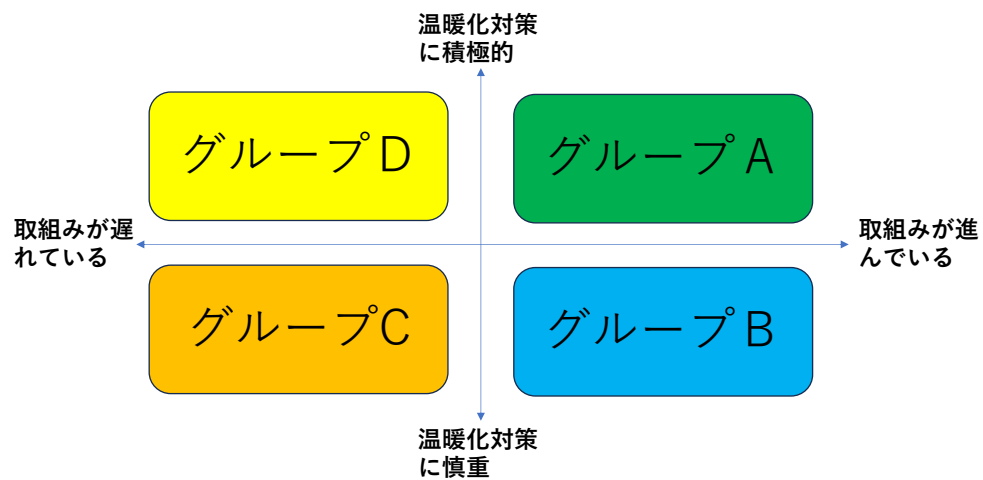 温暖化対策
に積極的
グループD
グループA
取組みが遅
れている
取組みが進
んでいる
グループC
グループB
温暖化対策
に慎重